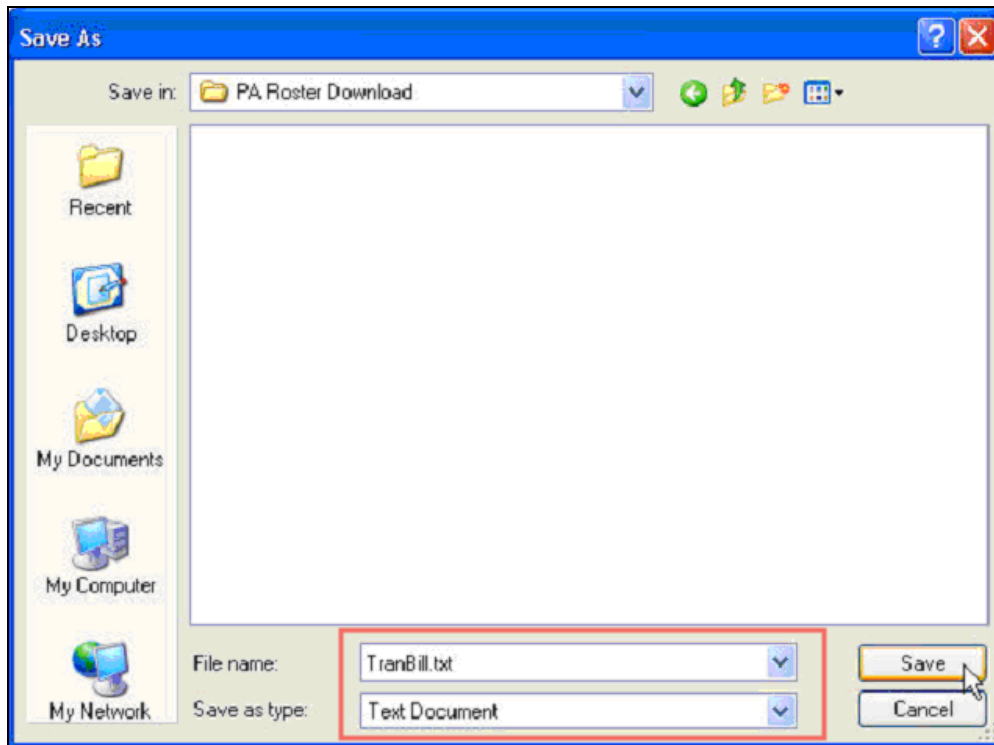 Save As
Save in: PA Roster Download
Recent
Desktop
My Documents
My Computer
My Network
File name: TranBill.txt
Save
Save as type: Text Document
Cancel